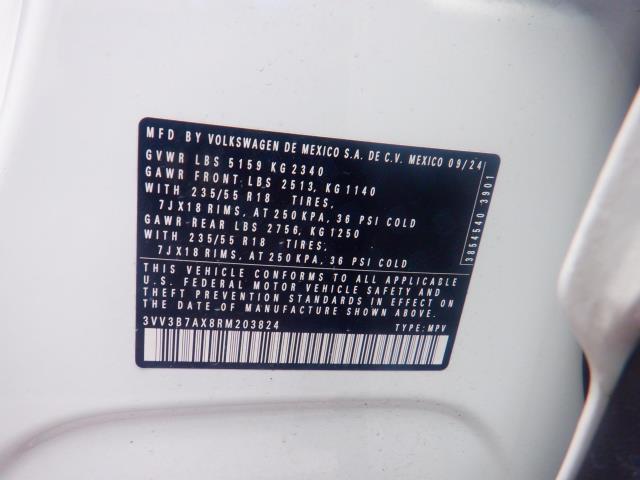 MFD BY VOLKSWAGEN DE MEXICO S.A. DE C.V. MEXICO 09/24
GVWR LBS 5159 KG 2340
GAWR FRONT LBS 2513, KG 1140
WITH 235/55 R18 TIRES,
7JX18 RIMS, AT 250 KPA, 36 PSI COLD
GAWR REAR LBS 2756, KG 1250
WITH 235/55 R18 TIRES,
7JX18 RIMS, AT 250 KPA, 36 PSI COLD
THIS VEHICLE CONFORMS TO ALL APPLICABLE
U.S. FEDERAL MOTOR VEHICLE SAFETY AND
THEFT PREVENTION STANDARDS IN EFFECT ON
THE DATE OF MANUFACTURE SHOWN ABOVE.
3VV3B7AX8RM203824 TYPE: MPV
3854540 3901